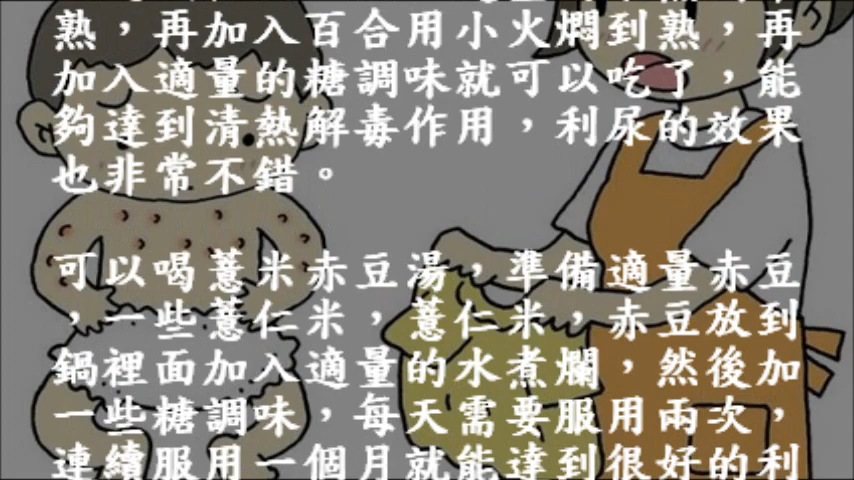 熟，再加入百合用小火燜到熟，再
加入適量的糖調味就可以吃了，能
夠達到清熱解毒作用，利尿的效果
也非常不錯。
可以喝薏米赤豆湯，準備適量赤豆
，一些薏仁米，薏仁米，赤豆放到
鍋裡面加入適量的水煮爛，然後加
一些糖調味，每天需要服用兩次，
連續服用一個月就能達到很好的利